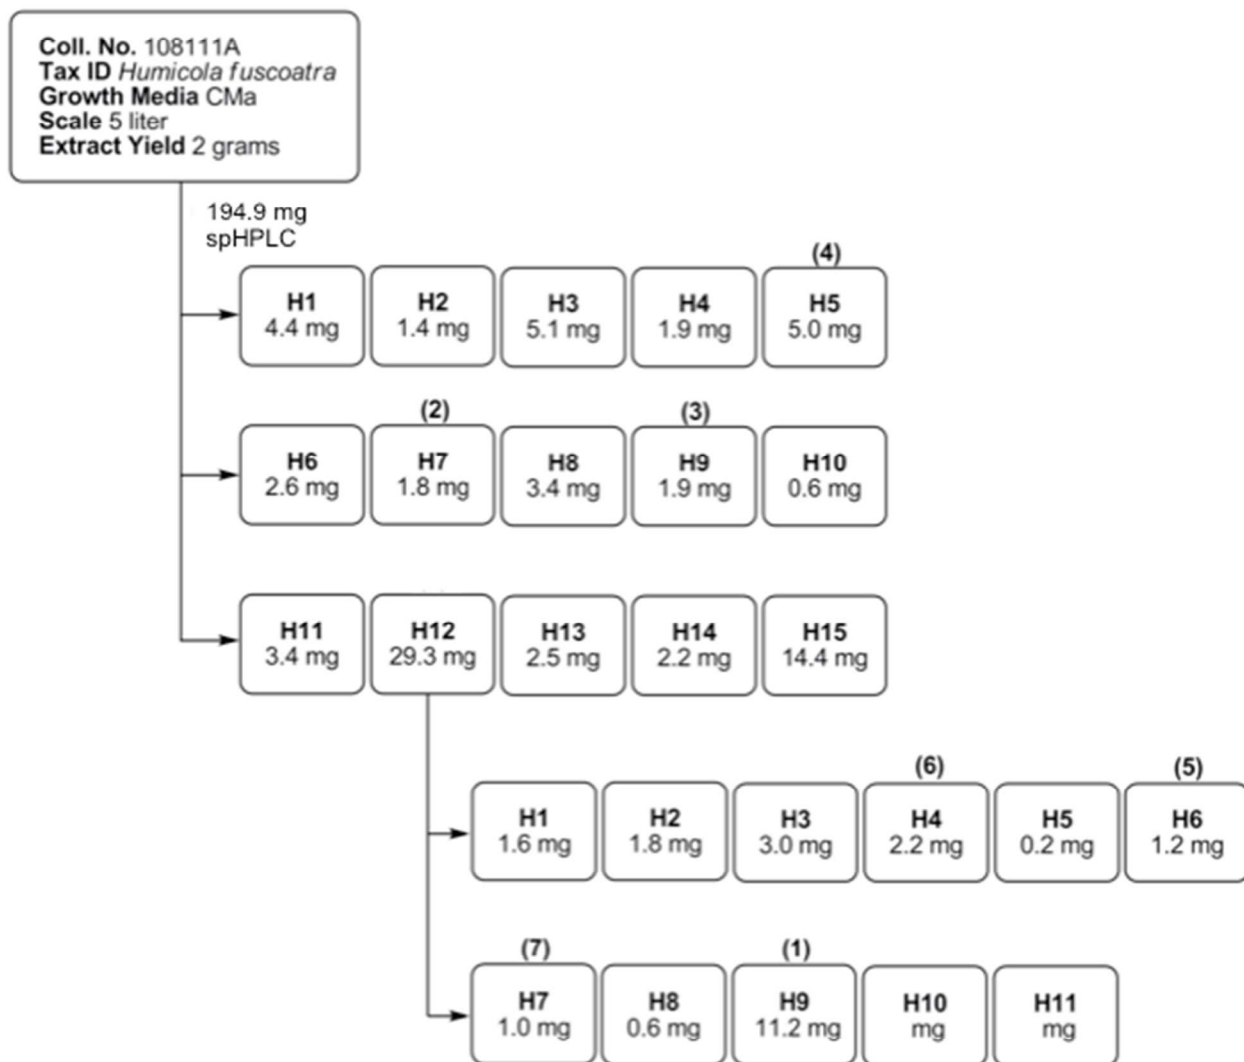 Coll. No. 108111A
Tax ID Humicola fuscoatra
Growth Media CMa
Scale 5 liter
Extract Yield 2 grams
194.9 mg
spHPLC
(4)
H1 H2 H3 H4 H5
4.4 mg 1.4 mg 5.1 mg 1.9 mg 5.0 mg
(2) (3)
H6 H7 H8 H9 H10
2.6 mg 1.8 mg 3.4 mg 1.9 mg 0.6 mg
H11 H12 H13 H14 H15
3.4 mg 29.3 mg 2.5 mg 2.2 mg 14.4 mg
(6) (5)
H1 H2 H3 H4 H5 H6
1.6 mg 1.8 mg 3.0 mg 2.2 mg 0.2 mg 1.2 mg
(7) (1)
H7 H8 H9 H10 H11
1.0 mg 0.6 mg 11.2 mg mg mg